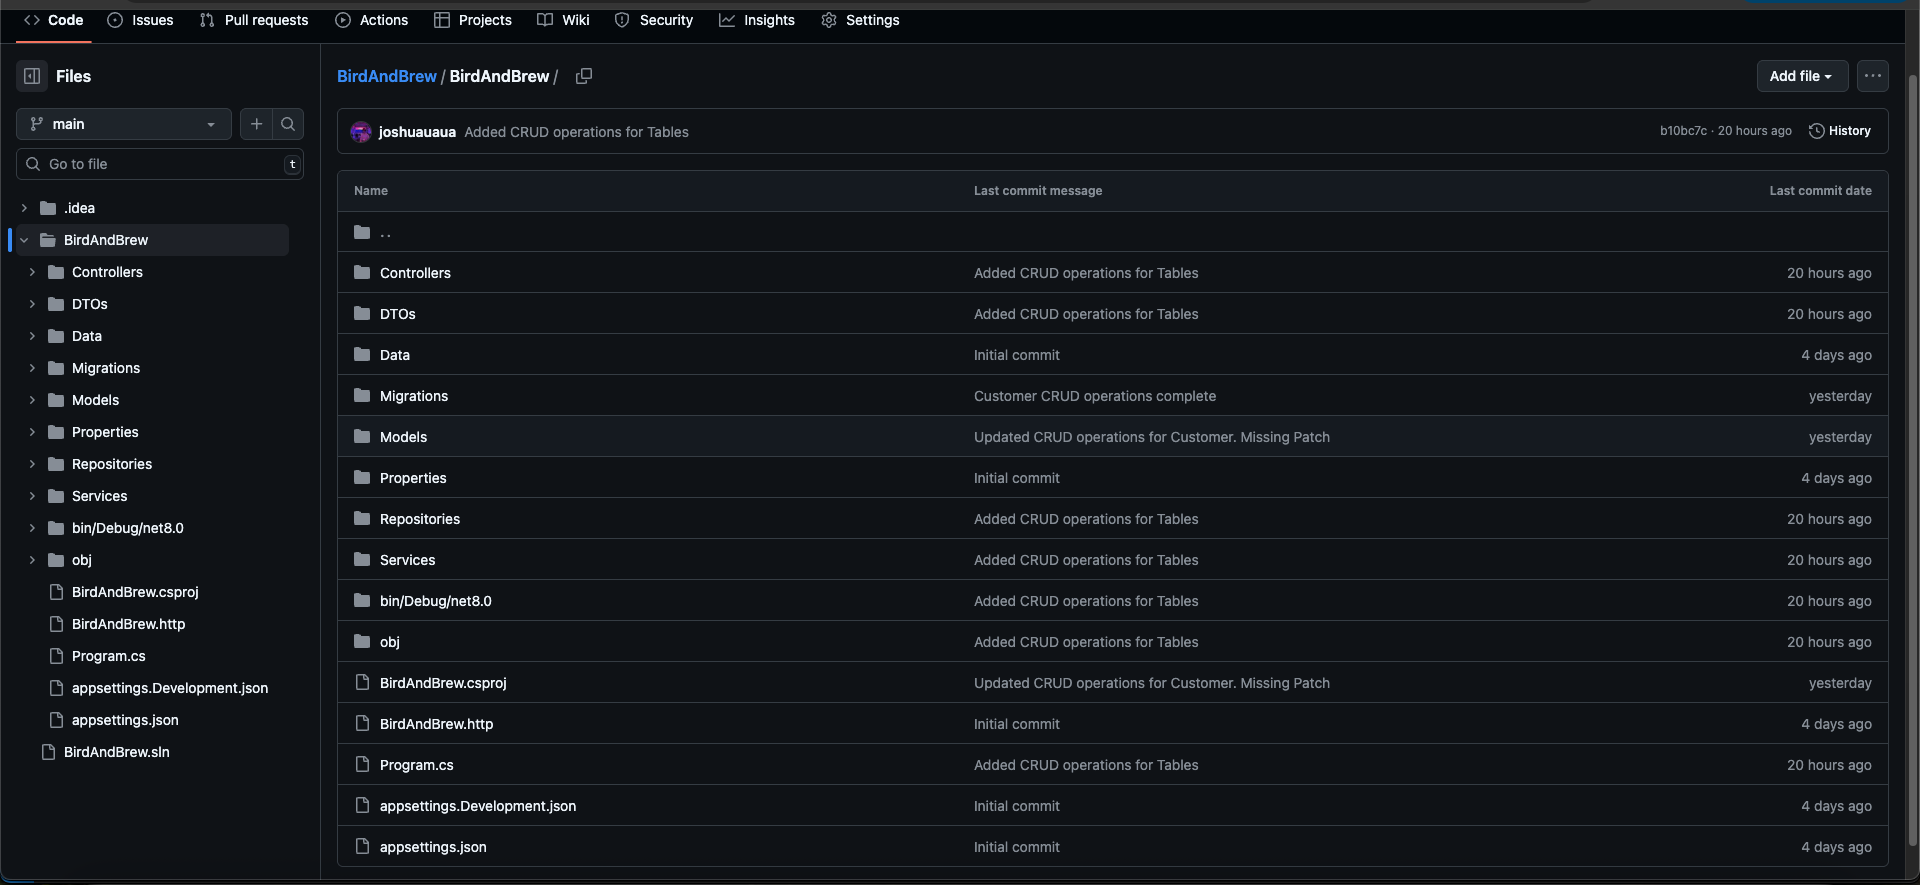 Code Issues Pull requests Actions Projects Wiki Security Insights Settings
Files
main
Go to file t
.idea
BirdAndBrew
Controllers
DTOs
Data
Migrations
Models
Properties
Repositories
Services
bin/Debug/net8.0
obj
BirdAndBrew.csproj
BirdAndBrew.http
Program.cs
appsettings.Development.json
appsettings.json
BirdAndBrew.sln
BirdAndBrew / BirdAndBrew /
Add file
joshuauaua Added CRUD operations for Tables b10bc7c · 20 hours ago History
Name Last commit message Last commit date
..
Controllers Added CRUD operations for Tables 20 hours ago
DTOs Added CRUD operations for Tables 20 hours ago
Data Initial commit 4 days ago
Migrations Customer CRUD operations complete yesterday
Models Updated CRUD operations for Customer. Missing Patch yesterday
Properties Initial commit 4 days ago
Repositories Added CRUD operations for Tables 20 hours ago
Services Added CRUD operations for Tables 20 hours ago
bin/Debug/net8.0 Added CRUD operations for Tables 20 hours ago
obj Added CRUD operations for Tables 20 hours ago
BirdAndBrew.csproj Updated CRUD operations for Customer. Missing Patch yesterday
BirdAndBrew.http Initial commit 4 days ago
Program.cs Added CRUD operations for Tables 20 hours ago
appsettings.Development.json Initial commit 4 days ago
appsettings.json Initial commit 4 days ago